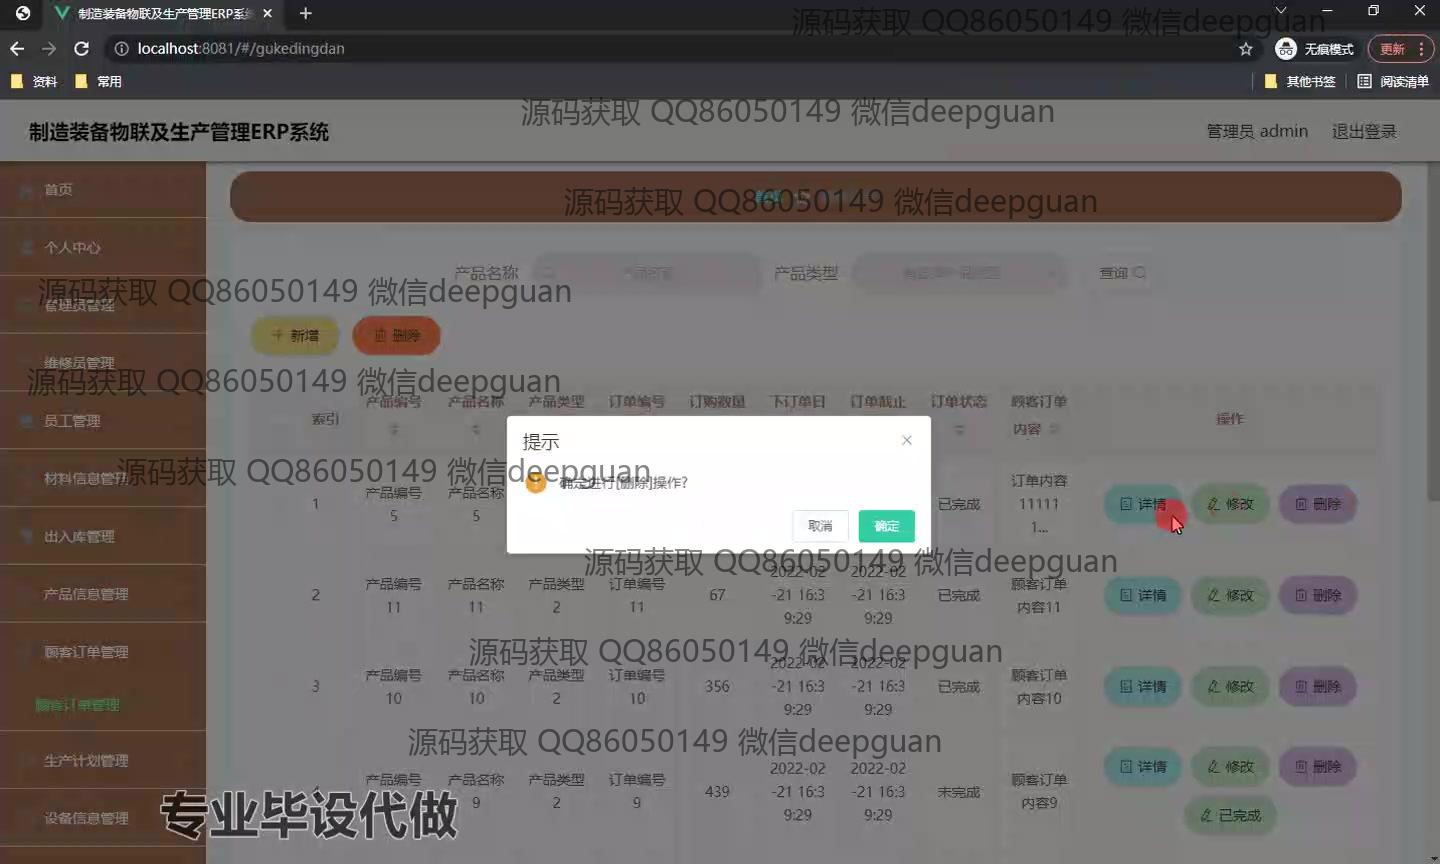 制造装备物联及生产管理ERP系统
源码获取 QQ86050149 微信deepguan
localhost:8081/#/gukedingdan
无痕模式
更新
资料
常用
其他书签
阅读清单
源码获取 QQ86050149 微信deepguan
制造装备物联及生产管理ERP系统
管理员 admin
退出登录
首页
源码获取 QQ86050149 微信deepguan
个人中心
产品名称
产品类型
查询
源码获取 QQ86050149 微信deepguan
管理员管理
新增
删除
维修员管理
源码获取 QQ86050149 微信deepguan
员工管理
索引 产品编号 产品名称 产品类型 订单编号 订购数量 下订单日 订单截止 订单状态 顾客订单内容 操作
提示
材料信息管理
源码获取 QQ86050149 微信deepguan
确定进行[删除]操作?
取消
确定
1 产品编号5 产品名称5 已完成 订单内容111111... 详情 修改 删除
出入库管理
源码获取 QQ86050149 微信deepguan
产品信息管理
2 产品编号11 产品名称11 产品类型2 订单编号11 67 2022-02-21 16:39:29 2022-02-21 16:39:29 已完成 顾客订单内容11 详情 修改 删除
顾客订单管理
源码获取 QQ86050149 微信deepguan
顾客订单管理
3 产品编号10 产品名称10 产品类型2 订单编号10 356 2022-02-21 16:39:29 2022-02-21 16:39:29 已完成 顾客订单内容10 详情 修改 删除
源码获取 QQ86050149 微信deepguan
生产计划管理
4 产品编号 产品名称9 产品类型2 订单编号9 439 2022-02-21 16:39:29 2022-02-21 16:39:29 未完成 顾客订单内容9 详情 修改 删除
已完成
设备信息管理
专业毕设代做